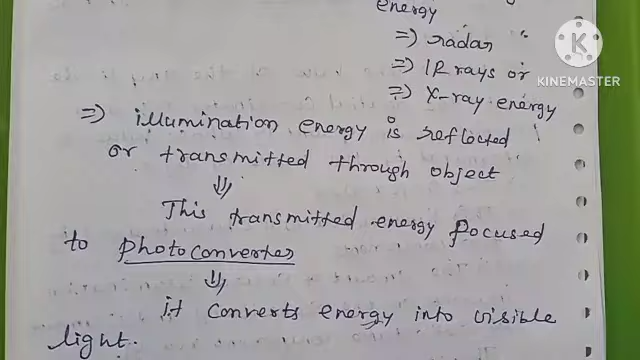 energy
⇒ radar
⇒ IR rays or
⇒ X-ray energy
K
KINEMASTER
⇒ illumination energy is reflected
or transmitted through object
⇓
This transmitted energy focused
to photoconverter
⇓
it converts energy into visible
light.